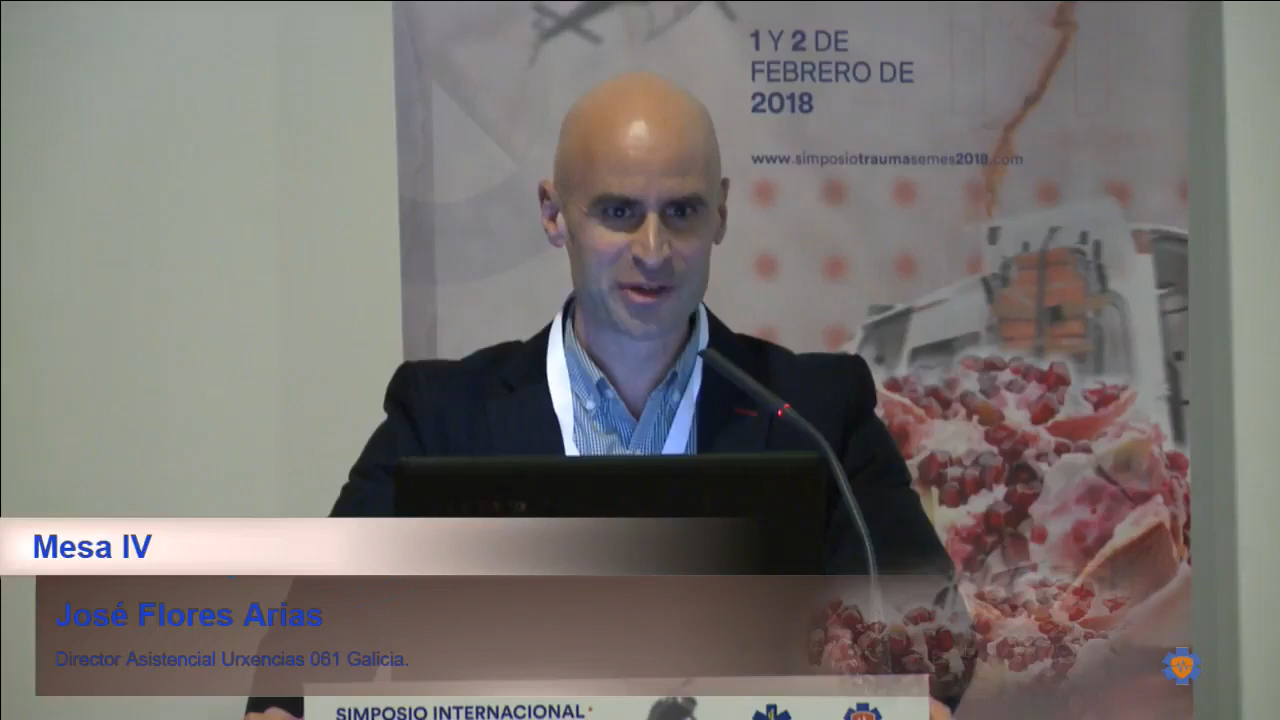 1 Y 2 DE
FEBRERO DE
2018
www.simposiotraumasemes2018.com
Mesa IV
José Flores Arias
Director Asistencial Urxencias 061 Galicia.
SIMPOSIO INTERNACIONAL